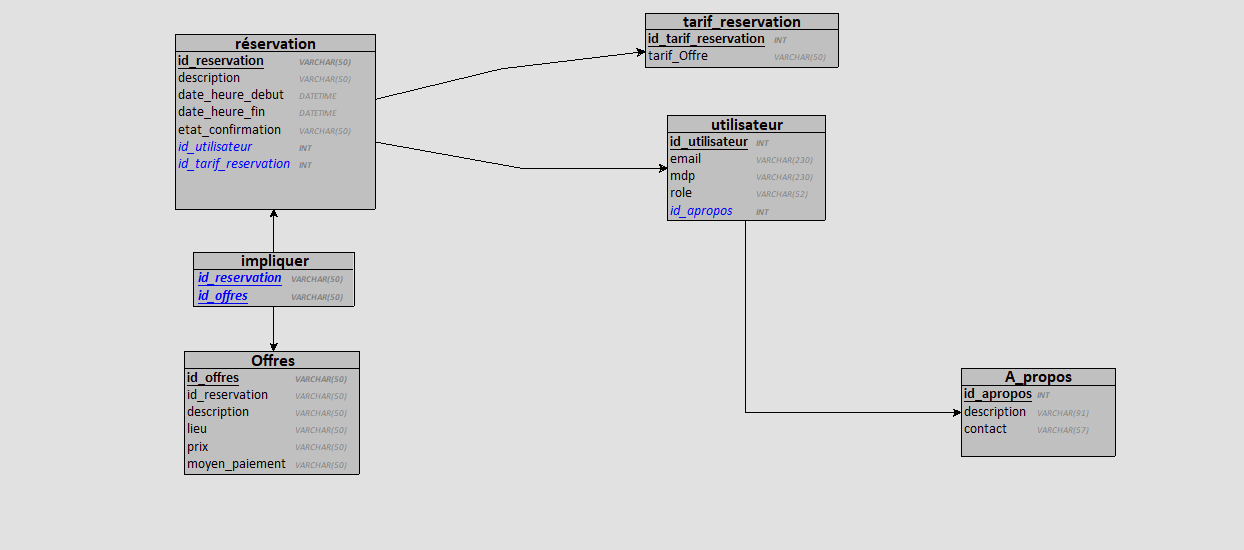 réservation
id_reservation VARCHAR(50)
description VARCHAR(50)
date_heure_debut DATETIME
date_heure_fin DATETIME
etat_confirmation VARCHAR(50)
id_utilisateur INT
id_tarif_reservation INT
tarif_reservation
id_tarif_reservation INT
tarif_Offre VARCHAR(50)
utilisateur
id_utilisateur INT
email VARCHAR(230)
mdp VARCHAR(230)
role VARCHAR(52)
id_apropos INT
impliquer
id_reservation VARCHAR(50)
id_offres VARCHAR(50)
Offres
id_offres VARCHAR(50)
id_reservation VARCHAR(50)
description VARCHAR(50)
lieu VARCHAR(50)
prix VARCHAR(50)
moyen_paiement VARCHAR(50)
A_propos
id_apropos INT
description VARCHAR(91)
contact VARCHAR(57)